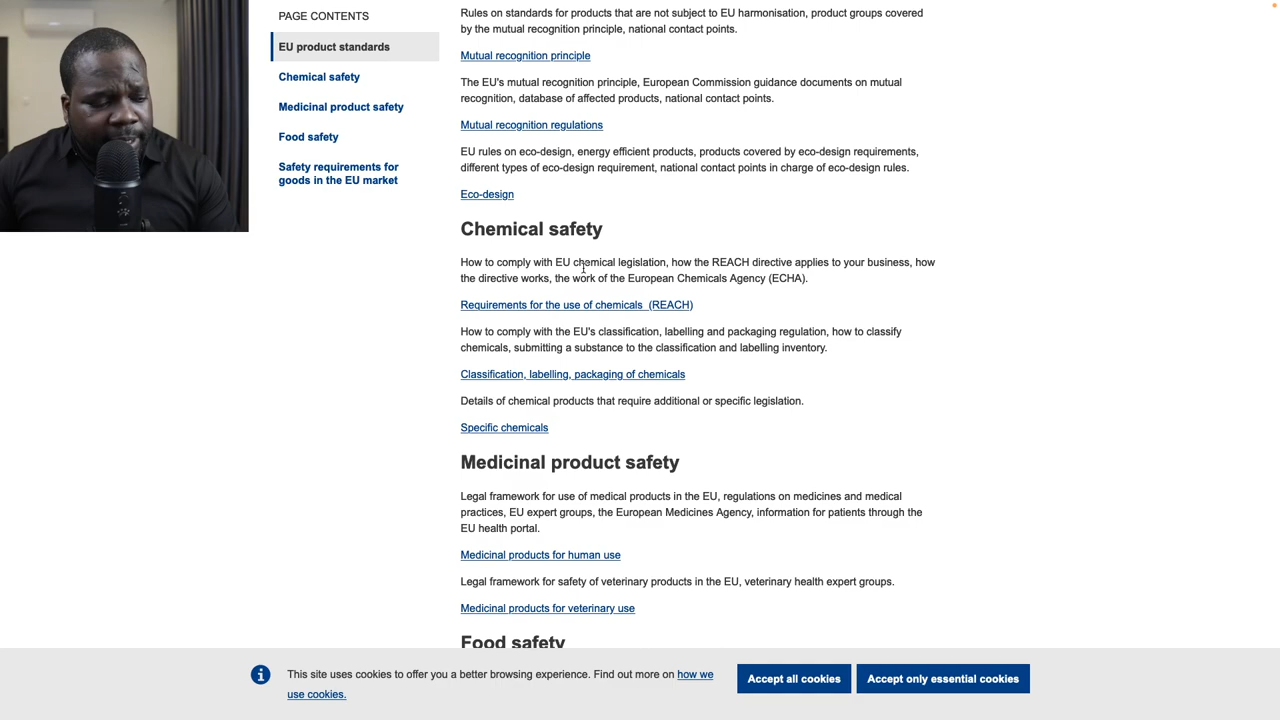 PAGE CONTENTS
EU product standards
Chemical safety
Medicinal product safety
Food safety
Safety requirements for
goods in the EU market
Rules on standards for products that are not subject to EU harmonisation, product groups covered
by the mutual recognition principle, national contact points.
Mutual recognition principle
The EU's mutual recognition principle, European Commission guidance documents on mutual
recognition, database of affected products, national contact points.
Mutual recognition regulations
EU rules on eco-design, energy efficient products, products covered by eco-design requirements,
different types of eco-design requirement, national contact points in charge of eco-design rules.
Eco-design
Chemical safety
How to comply with EU chemical legislation, how the REACH directive applies to your business, how
the directive works, the work of the European Chemicals Agency (ECHA).
Requirements for the use of chemicals (REACH)
How to comply with the EU's classification, labelling and packaging regulation, how to classify
chemicals, submitting a substance to the classification and labelling inventory.
Classification, labelling, packaging of chemicals
Details of chemical products that require additional or specific legislation.
Specific chemicals
Medicinal product safety
Legal framework for use of medical products in the EU, regulations on medicines and medical
practices, EU expert groups, the European Medicines Agency, information for patients through the
EU health portal.
Medicinal products for human use
Legal framework for safety of veterinary products in the EU, veterinary health expert groups.
Medicinal products for veterinary use
Food safety
This site uses cookies to offer you a better browsing experience. Find out more on how we
use cookies.
Accept all cookies
Accept only essential cookies